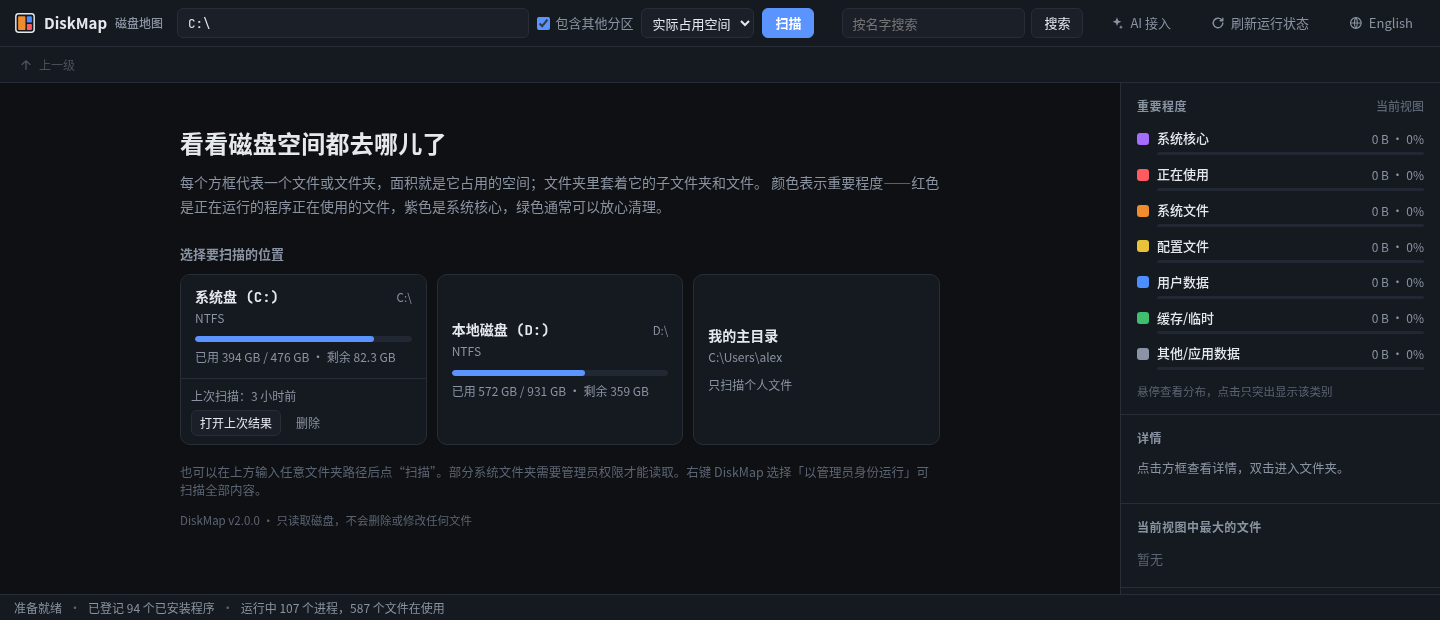 DiskMap 磁盘地图 C:\ 包含其他分区 实际占用空间 扫描 按名字搜索 搜索 AI 接入 刷新运行状态 English
上一级
看看磁盘空间都去哪儿了
每个方框代表一个文件或文件夹，面积就是它占用的空间；文件夹里套着它的子文件夹和文件。 颜色表示重要程度——红色
是正在运行的程序正在使用的文件，紫色是系统核心，绿色通常可以放心清理。
选择要扫描的位置
系统盘 (C:) C:\
NTFS
已用 394 GB / 476 GB · 剩余 82.3 GB
上次扫描：3 小时前
打开上次结果 删除
本地磁盘 (D:) D:\
NTFS
已用 572 GB / 931 GB · 剩余 359 GB
我的主目录
C:\Users\alex
只扫描个人文件
也可以在上方输入任意文件夹路径后点“扫描”。部分系统文件夹需要管理员权限才能读取。右键 DiskMap 选择「以管理员身份运行」可
扫描全部内容。
DiskMap v2.0.0 · 只读取磁盘，不会删除或修改任何文件
重要程度 当前视图
系统核心 0 B · 0%
正在使用 0 B · 0%
系统文件 0 B · 0%
配置文件 0 B · 0%
用户数据 0 B · 0%
缓存/临时 0 B · 0%
其他/应用数据 0 B · 0%
悬停查看分布，点击只突出显示该类别
详情
点击方框查看详情，双击进入文件夹。
当前视图中最大的文件
暂无
准备就绪 · 已登记 94 个已安装程序 · 运行中 107 个进程，587 个文件在使用